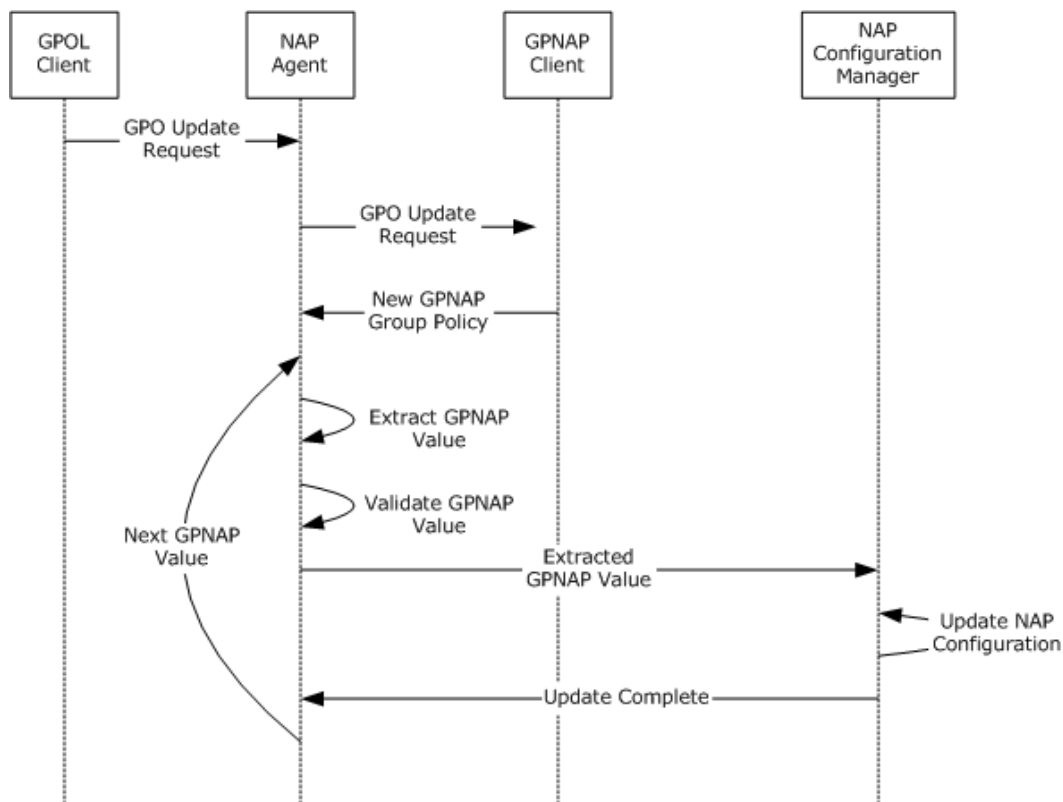 GPOL
Client
NAP
Agent
GPNAP
Client
NAP
Configuration
Manager
GPO Update
Request
GPO Update
Request
New GPNAP
Group Policy
Extract GPNAP
Value
Validate GPNAP
Value
Next GPNAP
Value
Extracted
GPNAP Value
Update NAP
Configuration
Update Complete